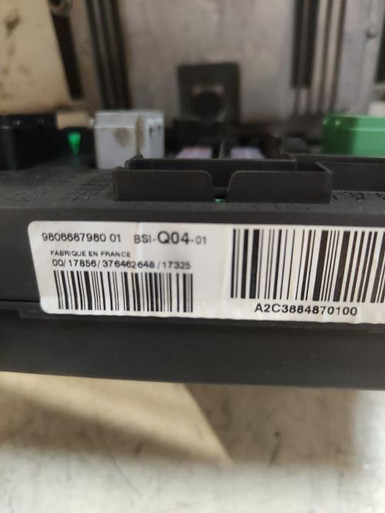 9806687980 01 BSI-Q04-01
FABRIQUE EN FRANCE
00/17856/376462648/17325
A2C3884870100